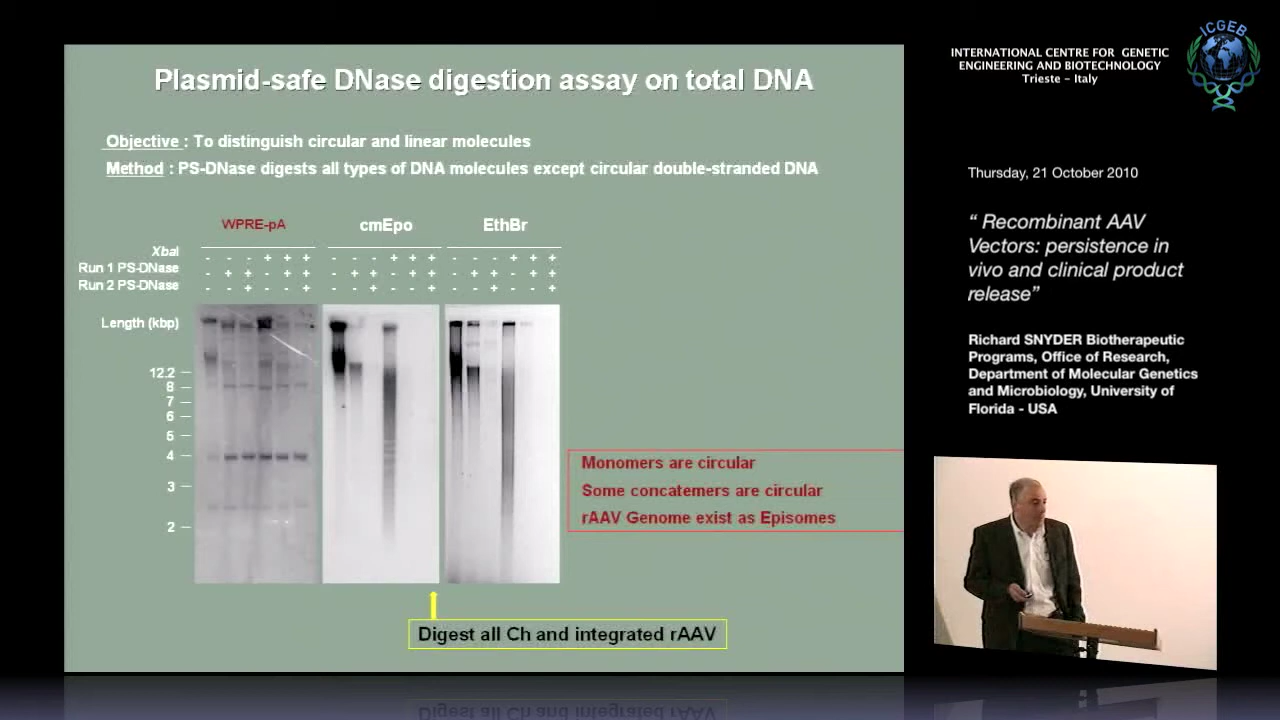 Plasmid-safe DNase digestion assay on total DNA
Objective : To distinguish circular and linear molecules
Method : PS-DNase digests all types of DNA molecules except circular double-stranded DNA
WPRE-pA cmEpo EthBr
XbaI - - - + + + - - - + + + - - - + + +
Run 1 PS-DNase - + + - + + - + + - + + - + + - + +
Run 2 PS-DNase - - + - - + - - + - - + - - + - - +
Length (kbp)
12.2
8
7
6
5
4
3
2
Monomers are circular
Some concatemers are circular
rAAV Genome exist as Episomes
Digest all Ch and integrated rAAV
INTERNATIONAL CENTRE FOR GENETIC
ENGINEERING AND BIOTECHNOLOGY
Trieste - Italy
ICGEB
Thursday, 21 October 2010
“ Recombinant AAV
Vectors: persistence in
vivo and clinical product
release”
Richard SNYDER Biotherapeutic
Programs, Office of Research,
Department of Molecular Genetics
and Microbiology, University of
Florida - USA